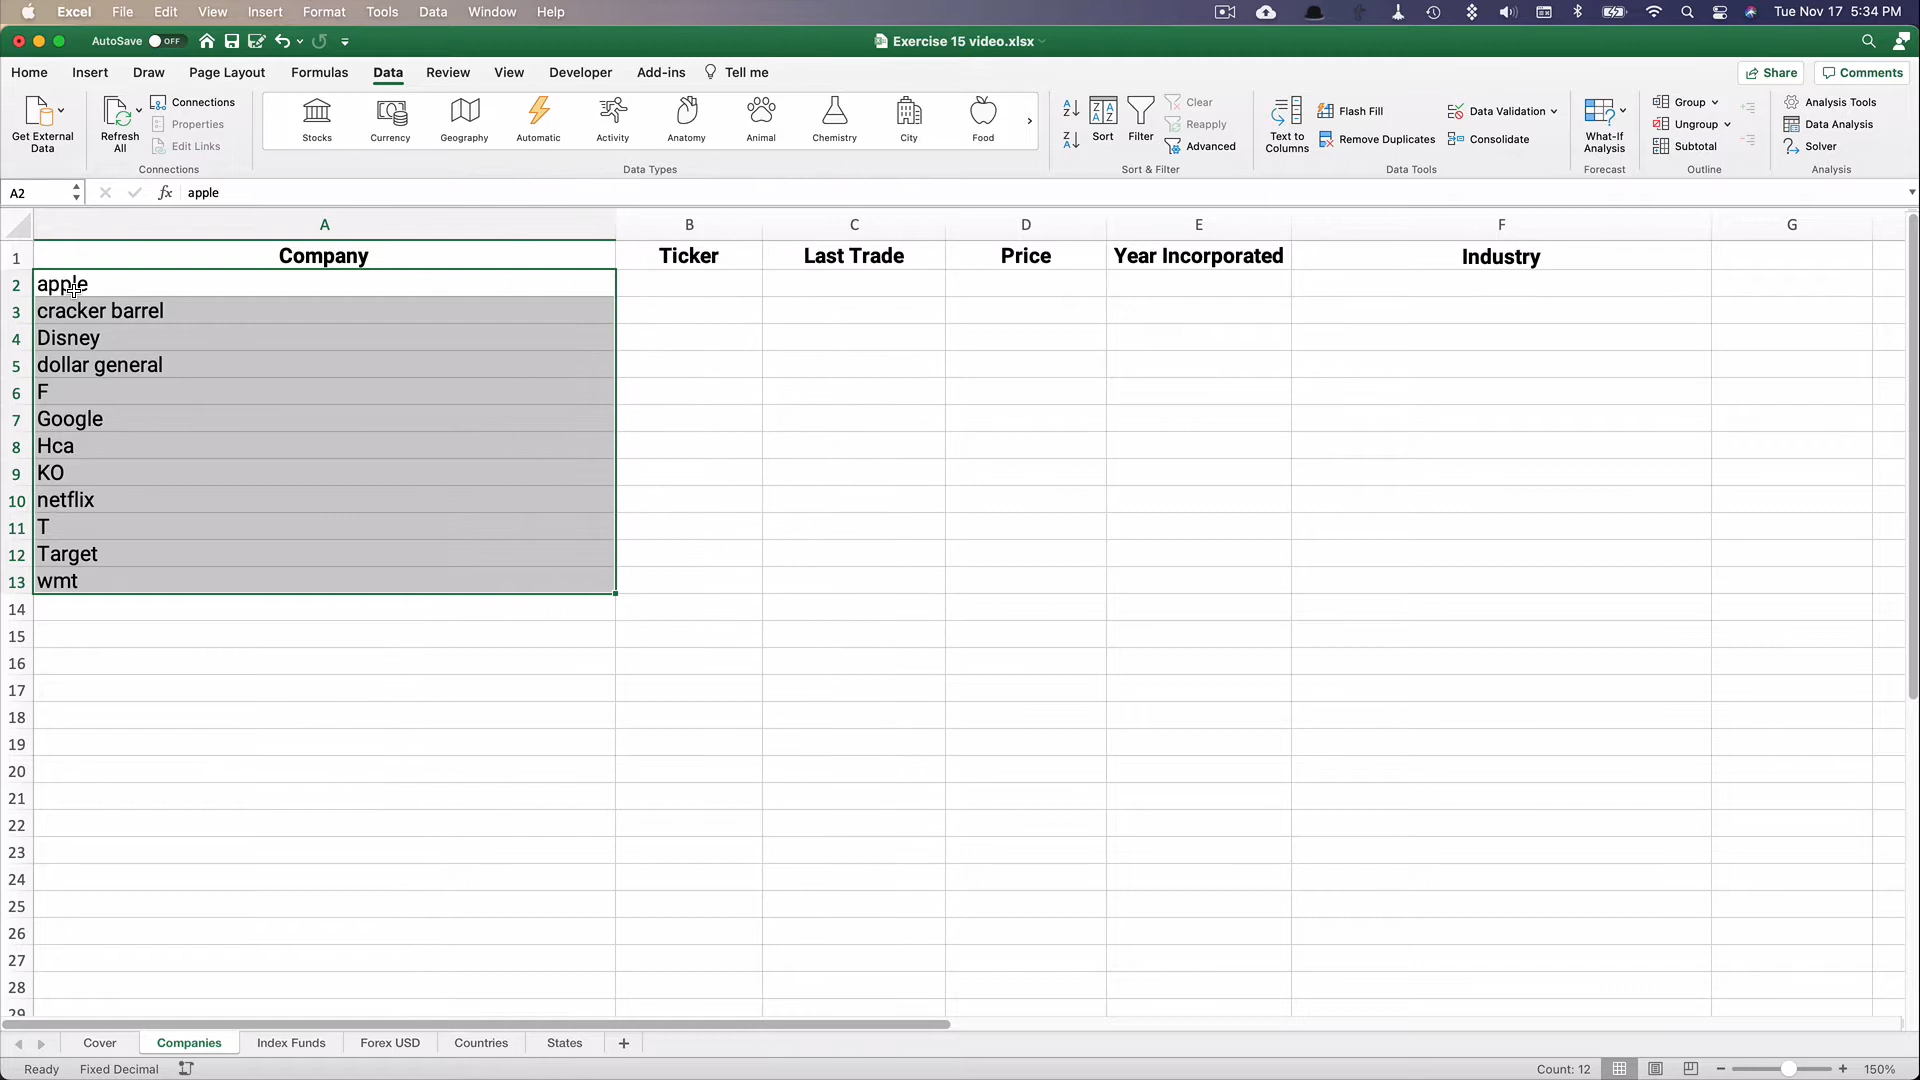 Excel File Edit View Insert Format Tools Data Window Help Tue Nov 17 5:34 PM
AutoSave OFF Exercise 15 video.xlsx
Home Insert Draw Page Layout Formulas Data Review View Developer Add-ins Tell me Share Comments
Get External Data
Refresh All
Connections
Properties
Edit Links
Connections
Stocks Currency Geography Automatic Activity Anatomy Animal Chemistry City Food
Data Types
Sort
Filter
Clear
Reapply
Advanced
Sort & Filter
Text to Columns
Flash Fill
Remove Duplicates
Data Validation
Consolidate
Data Tools
What-If Analysis
Forecast
Group
Ungroup
Subtotal
Outline
Analysis Tools
Data Analysis
Solver
Analysis
A2 fx apple
A B C D E F G
1 Company Ticker Last Trade Price Year Incorporated Industry
2 apple
3 cracker barrel
4 Disney
5 dollar general
6 F
7 Google
8 Hca
9 KO
10 netflix
11 T
12 Target
13 wmt
14
15
16
17
18
19
20
21
22
23
24
25
26
27
28
29
Cover Companies Index Funds Forex USD Countries States +
Ready Fixed Decimal Count: 12 150%